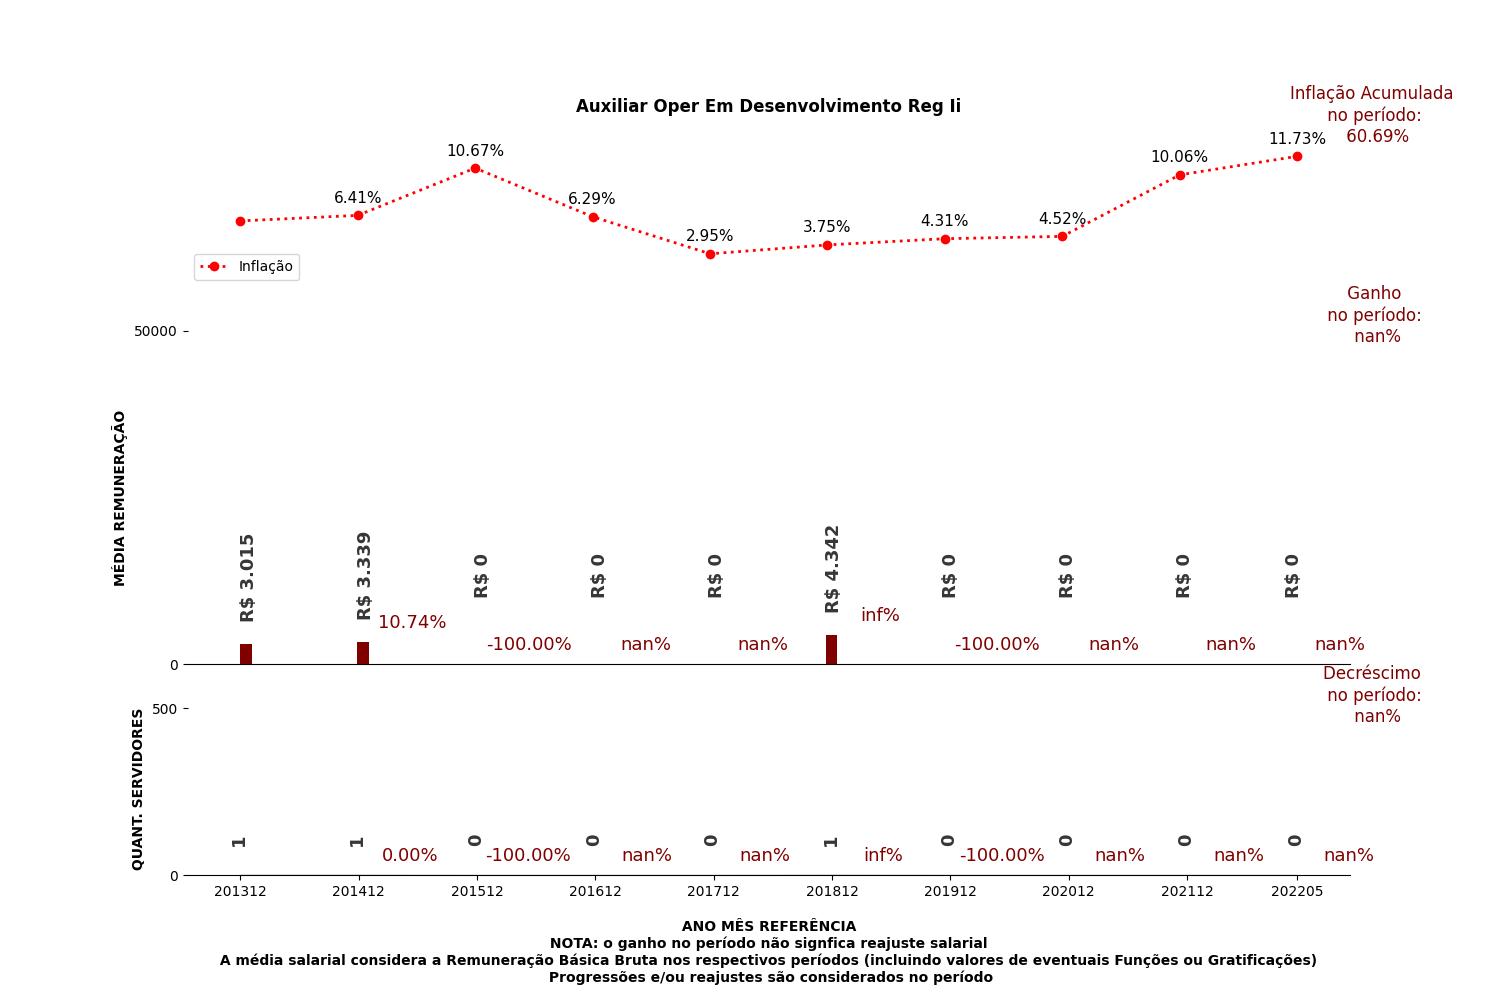 Auxiliar Oper Em Desenvolvimento Reg Ii
Inflação Acumulada
no período:
60.69%
6.41%
10.67%
6.29%
2.95%
3.75%
4.31%
4.52%
10.06%
11.73%
Inflação
Ganho
no período:
nan%
MÉDIA REMUNERAÇÃO
50000
0
R$ 3.015
R$ 3.339
R$ 0
R$ 0
R$ 0
R$ 4.342
R$ 0
R$ 0
R$ 0
R$ 0
10.74%
-100.00%
nan%
nan%
inf%
-100.00%
nan%
nan%
nan%
Decréscimo
no período:
nan%
QUANT. SERVIDORES
500
0
1
1
0
0
0
1
0
0
0
0
0.00%
-100.00%
nan%
nan%
inf%
-100.00%
nan%
nan%
nan%
201312
201412
201512
201612
201712
201812
201912
202012
202112
202205
ANO MÊS REFERÊNCIA
NOTA: o ganho no período não signfica reajuste salarial
A média salarial considera a Remuneração Básica Bruta nos respectivos períodos (incluindo valores de eventuais Funções ou Gratificações)
Progressões e/ou reajustes são considerados no período